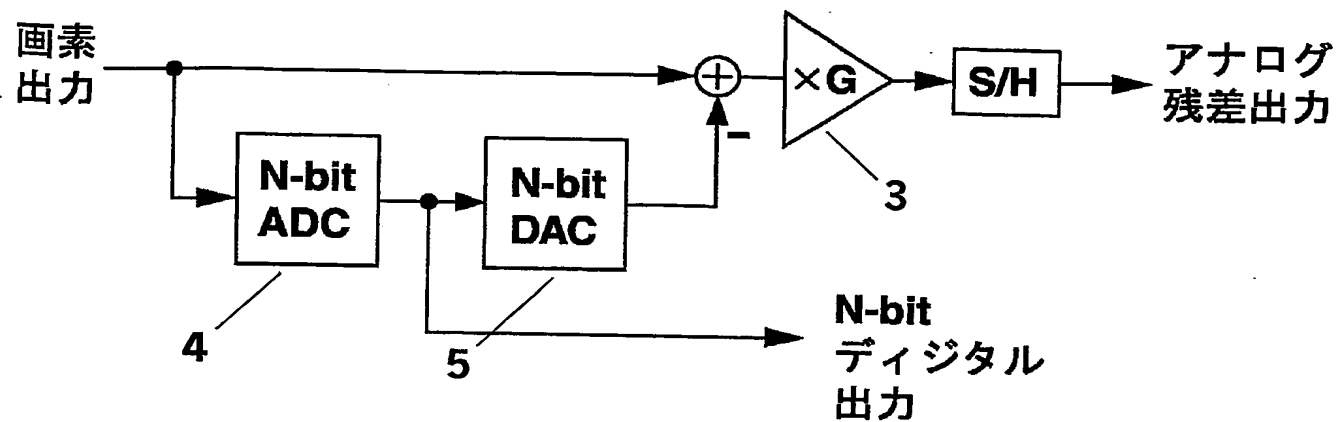 画素
出力
N-bit
ADC
4
N-bit
DAC
5
+
−
×G
3
S/H
アナログ
残差出力
N-bit
ディジタル
出力